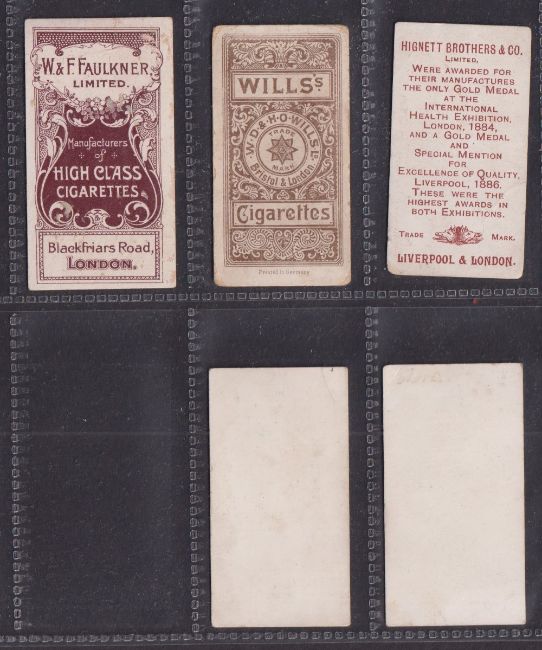 W. & F. FAULKNER
LIMITED.
Manufacturers
of
HIGH CLASS
CIGARETTES
Blackfriars Road,
LONDON.
WILLS's
W.D. & H.O. WILLS Ld.
TRADE
MARK
Bristol & London
Cigarettes
Printed in Germany
HIGNETT BROTHERS & CO.
LIMITED,
WERE AWARDED FOR
THEIR MANUFACTURES
THE ONLY GOLD MEDAL
AT THE
INTERNATIONAL
HEALTH EXHIBITION,
LONDON, 1884,
AND A GOLD MEDAL
AND
SPECIAL MENTION
FOR
EXCELLENCE OF QUALITY,
LIVERPOOL, 1886.
THESE WERE THE
HIGHEST AWARDS IN
BOTH EXHIBITIONS.
TRADE MARK.
LIVERPOOL & LONDON.